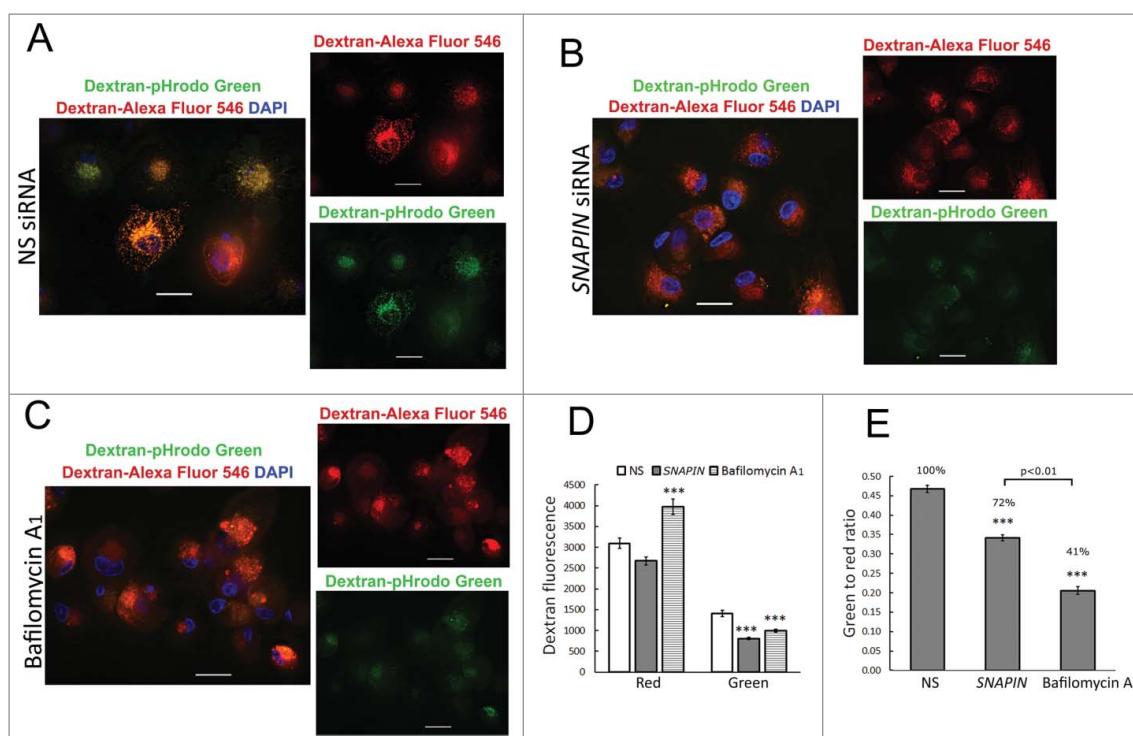 A
Dextran-pHrodo Green
Dextran-Alexa Fluor 546 DAPI
NS siRNA
Dextran-Alexa Fluor 546
Dextran-pHrodo Green
B
Dextran-pHrodo Green
Dextran-Alexa Fluor 546 DAPI
SNAPIN siRNA
Dextran-Alexa Fluor 546
Dextran-pHrodo Green
C
Dextran-pHrodo Green
Dextran-Alexa Fluor 546 DAPI
Bafilomycin A1
Dextran-Alexa Fluor 546
Dextran-pHrodo Green
D
NS SNAPIN Bafilomycin A1
Dextran fluorescence
4500
4000
3500
3000
2500
2000
1500
1000
500
0
***
*** ***
Red Green
E
Green to red ratio
0.50
0.45
0.40
0.35
0.30
0.25
0.20
0.15
0.10
0.05
0.00
100%
p<0.01
72%
***
41%
***
NS SNAPIN Bafilomycin A